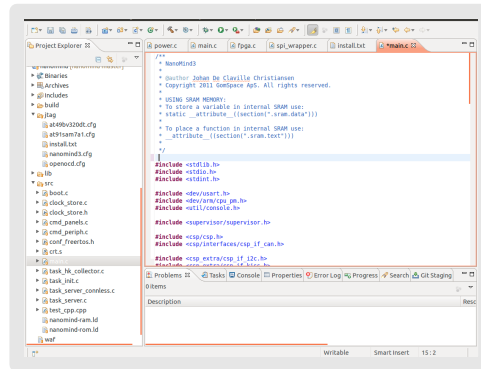 Project Explorer
power.c
main.c
fpga.c
spi_wrapper.c
install.txt
*main.c
Binaries
Archives
Includes
build
jtag
at49bv320dt.cfg
at91sam7a1.cfg
install.txt
nanomind3.cfg
openocd.cfg
lib
src
boot.c
clock_store.c
clock_store.h
cmd_panels.c
cmd_periph.c
conf_freertos.h
crt.s
task_hk_collector.c
task_init.c
task_server_connless.c
task_server.c
test_cpp.cpp
nanomind-ram.ld
nanomind-rom.ld
waf
/**
* NanoMind3
*
* @author Johan De Claville Christiansen
* Copyright 2011 GomSpace ApS. All rights reserved.
*
* USING SRAM MEMORY:
* To store a variable in internal SRAM use:
* static __attribute__((section(".sram.data")))
*
* To place a function in internal SRAM use:
* __attribute__((section(".sram.text")))
*
*/
#include <stdlib.h>
#include <stdio.h>
#include <stdint.h>
#include <dev/usart.h>
#include <dev/arm/cpu_pm.h>
#include <util/console.h>
#include <supervisor/supervisor.h>
#include <csp/csp.h>
#include <csp/interfaces/csp_if_can.h>
#include <csp_extra/csp_if_i2c.h>
Problems
Tasks
Console
Properties
Error Log
Progress
Search
Git Staging
0 items
Description
Resc
Writable
Smart Insert
15 : 2